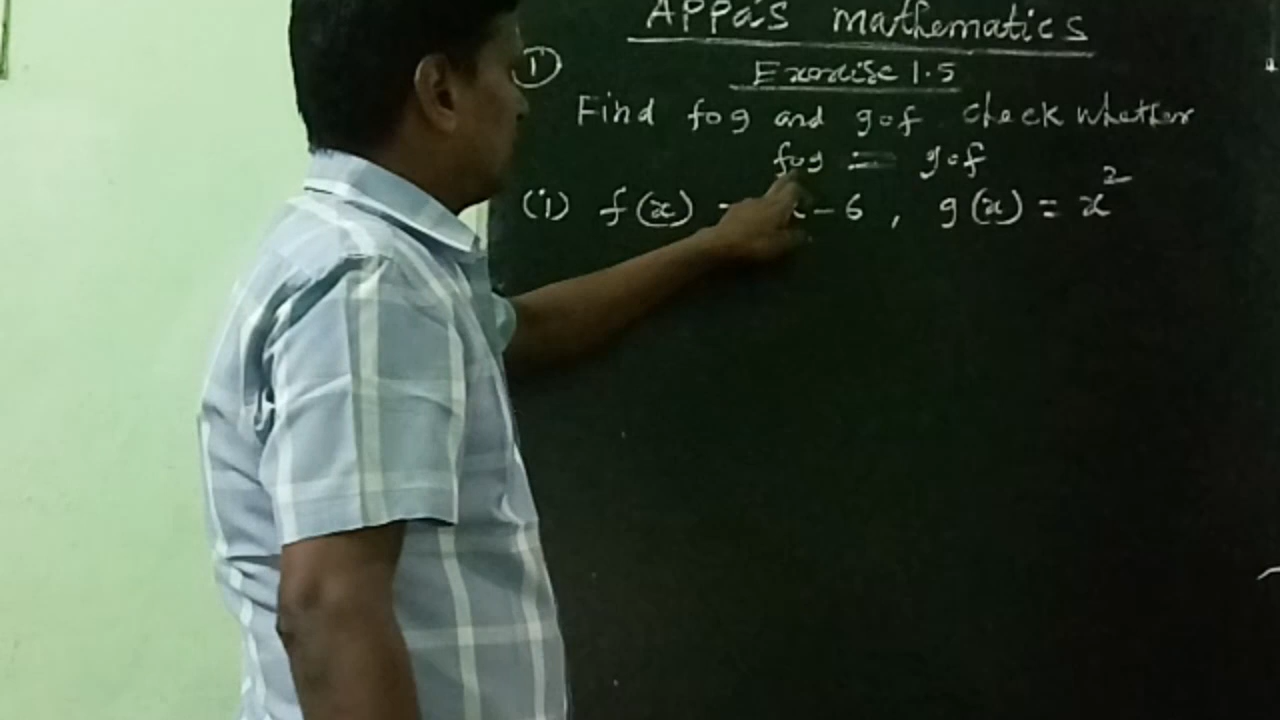 APPa's mathematics
① Exercise 1.5
Find fog and gof check whether
fog = gof
(i) f(x) = x - 6 , g(x) = x²